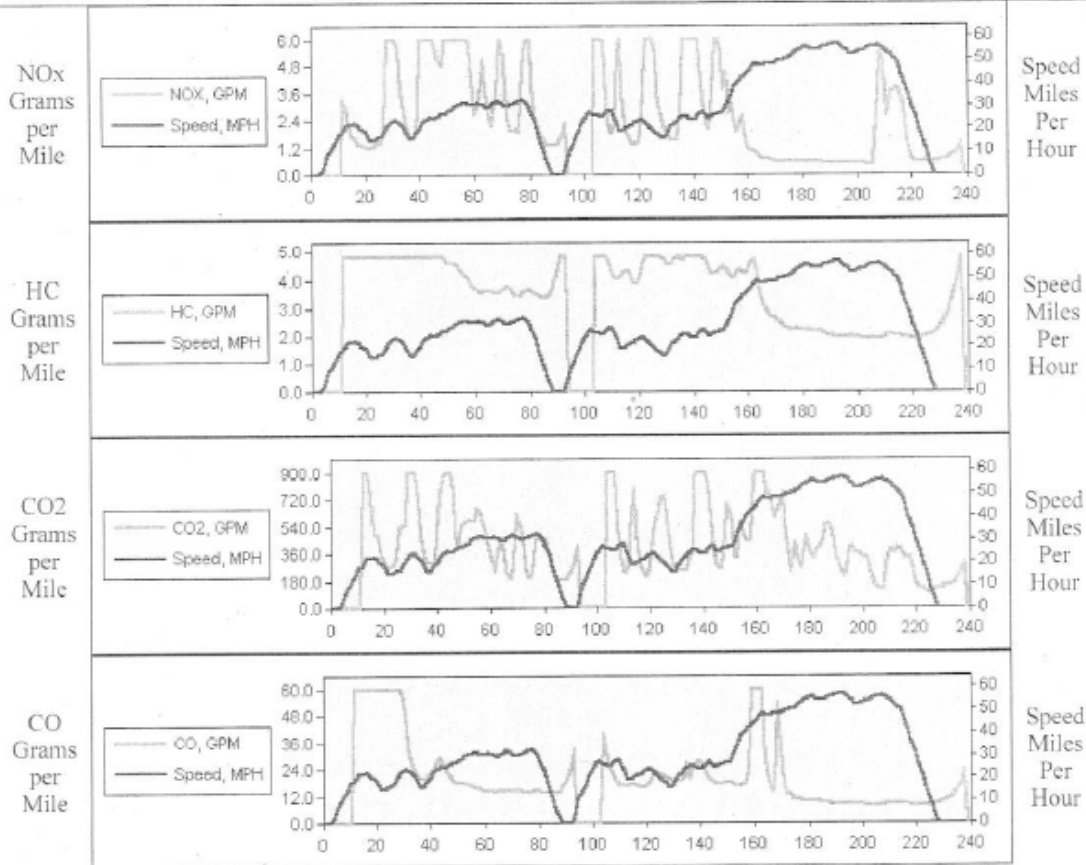 NOx
Grams
per
Mile
NOX, GPM
Speed, MPH
6.0
4.8
3.6
2.4
1.2
0.0
0 20 40 60 80 100 120 140 160 180 200 220 240
60
50
40
30
20
10
0
Speed
Miles
Per
Hour
HC
Grams
per
Mile
HC, GPM
Speed, MPH
5.0
4.0
3.0
2.0
1.0
0.0
0 20 40 60 80 100 120 140 160 180 200 220 240
60
50
40
30
20
10
0
Speed
Miles
Per
Hour
CO2
Grams
per
Mile
CO2, GPM
Speed, MPH
900.0
720.0
540.0
360.0
180.0
0.0
0 20 40 60 80 100 120 140 160 180 200 220 240
60
50
40
30
20
10
0
Speed
Miles
Per
Hour
CO
Grams
per
Mile
CO, GPM
Speed, MPH
60.0
48.0
36.0
24.0
12.0
0.0
0 20 40 60 80 100 120 140 160 180 200 220 240
60
50
40
30
20
10
0
Speed
Miles
Per
Hour